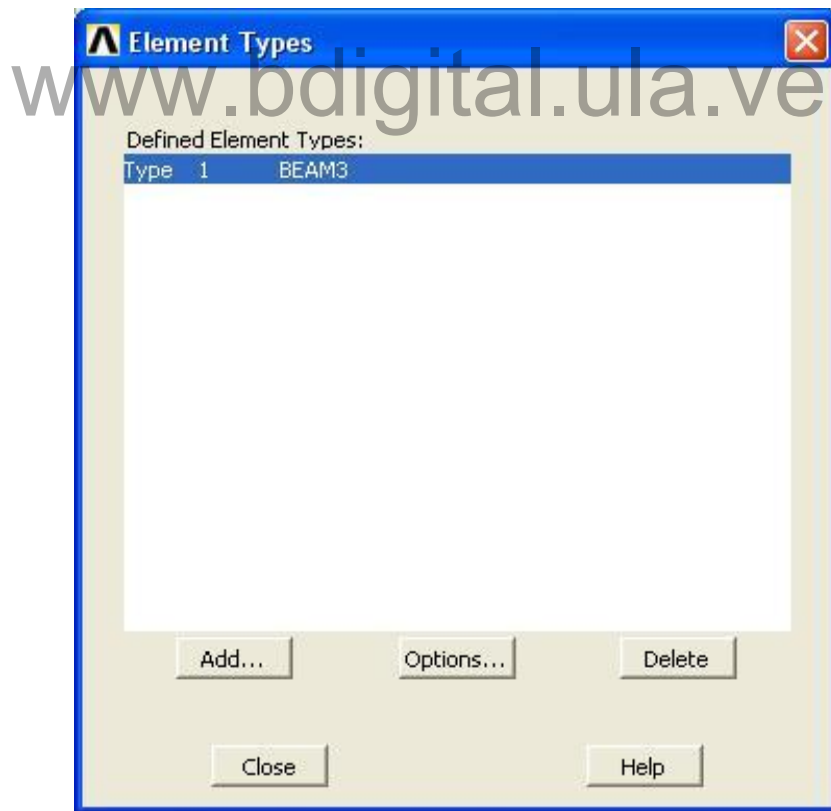 Element Types
www.bdigital.ula.ve
Defined Element Types:
Type 1 BEAM3
Add... Options... Delete
Close Help